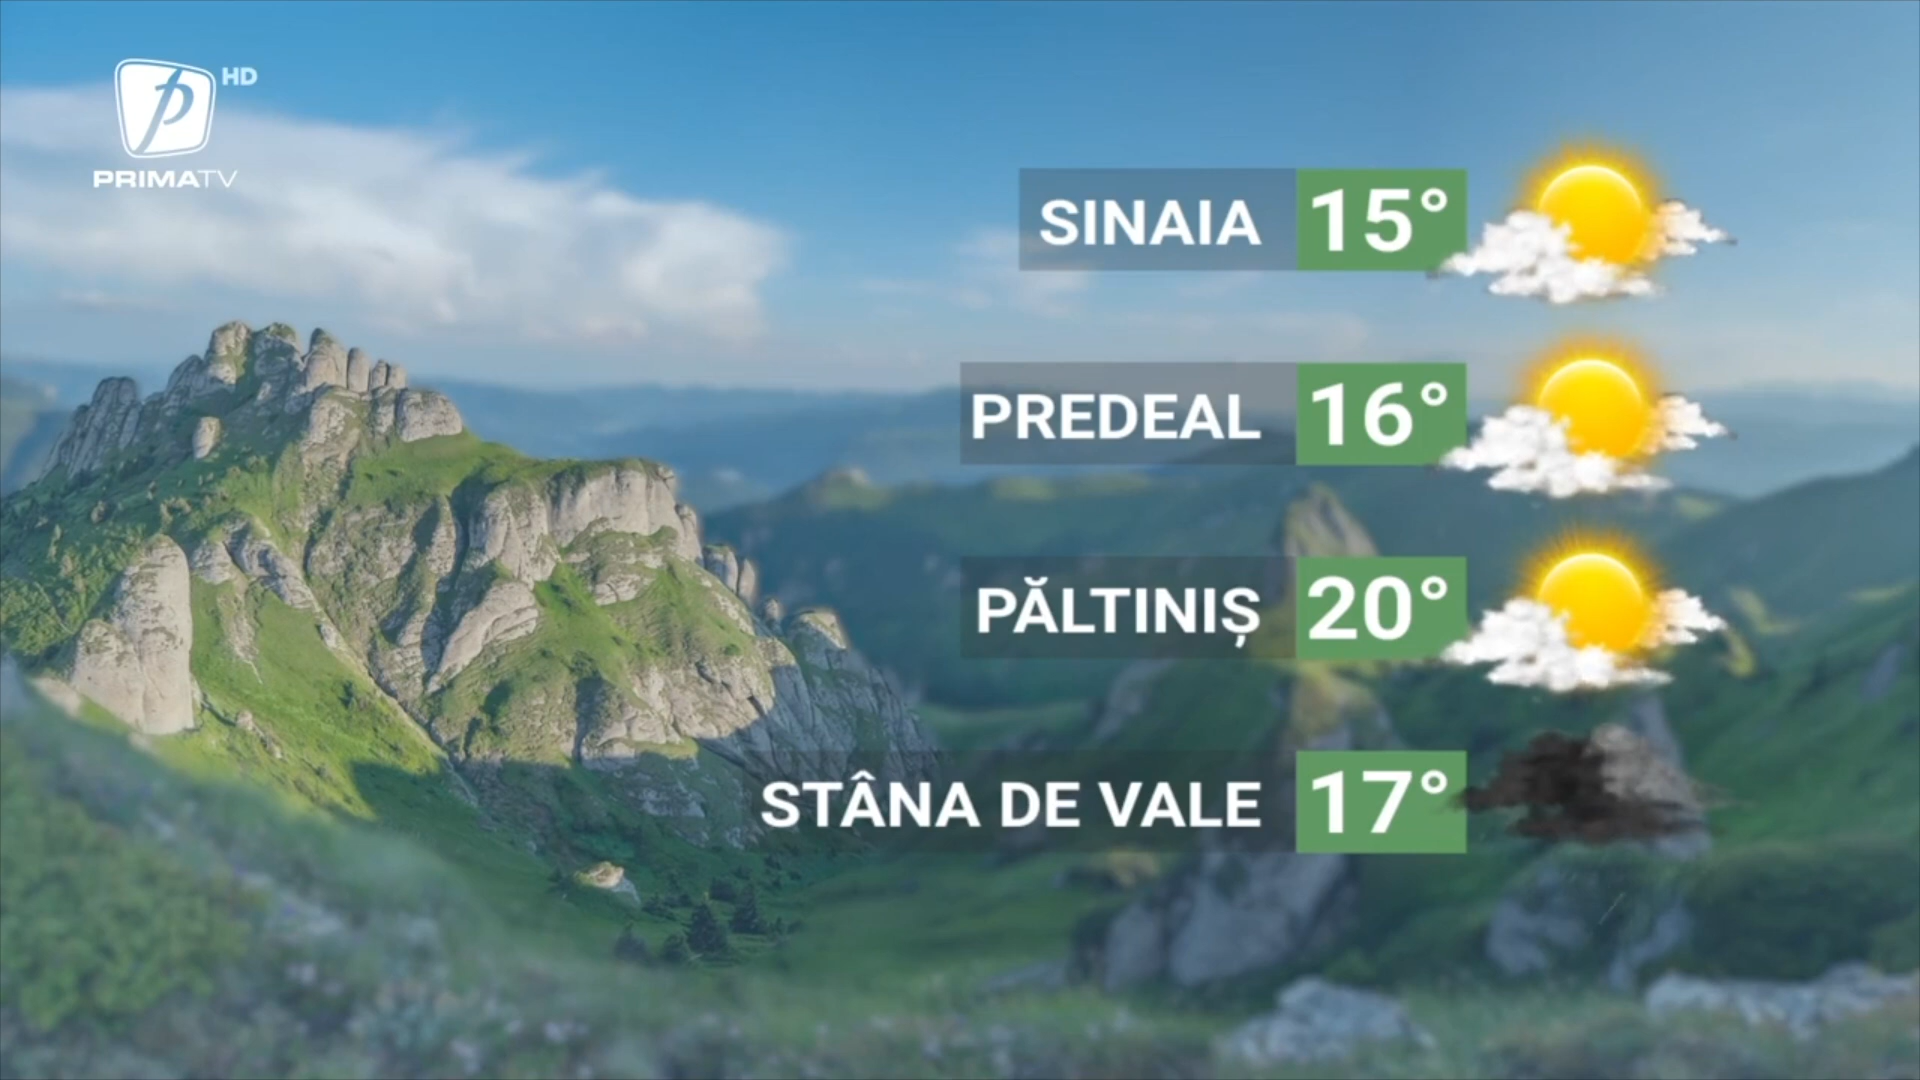 HD
PRIMATV
SINAIA 15°
PREDEAL 16°
PĂLTINIȘ 20°
STÂNA DE VALE 17°